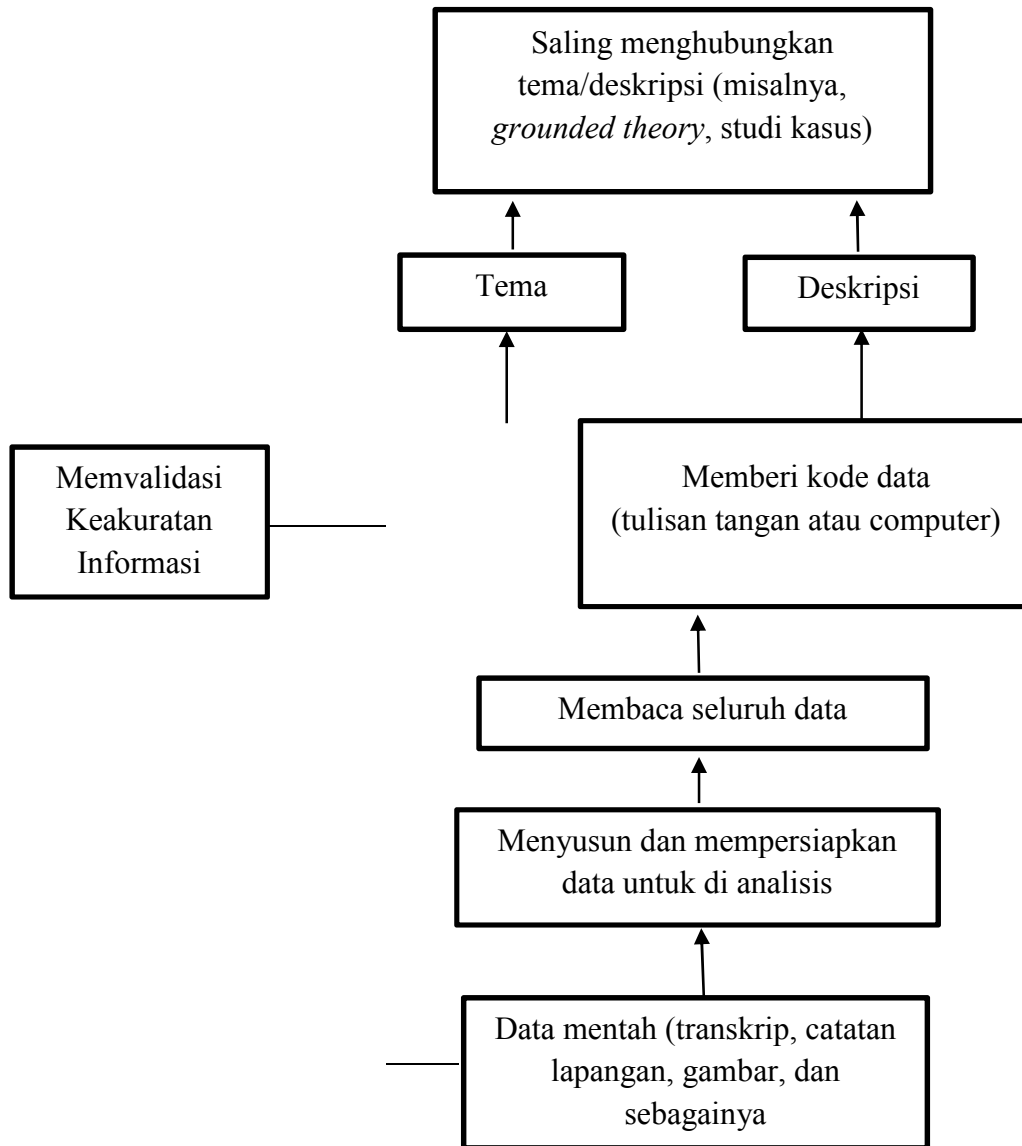 Saling menghubungkan
tema/deskripsi (misalnya,
grounded theory, studi kasus)
Tema
Deskripsi
Memvalidasi
Keakuratan
Informasi
Memberi kode data
(tulisan tangan atau computer)
Membaca seluruh data
Menyusun dan mempersiapkan
data untuk di analisis
Data mentah (transkrip, catatan
lapangan, gambar, dan
sebagainya